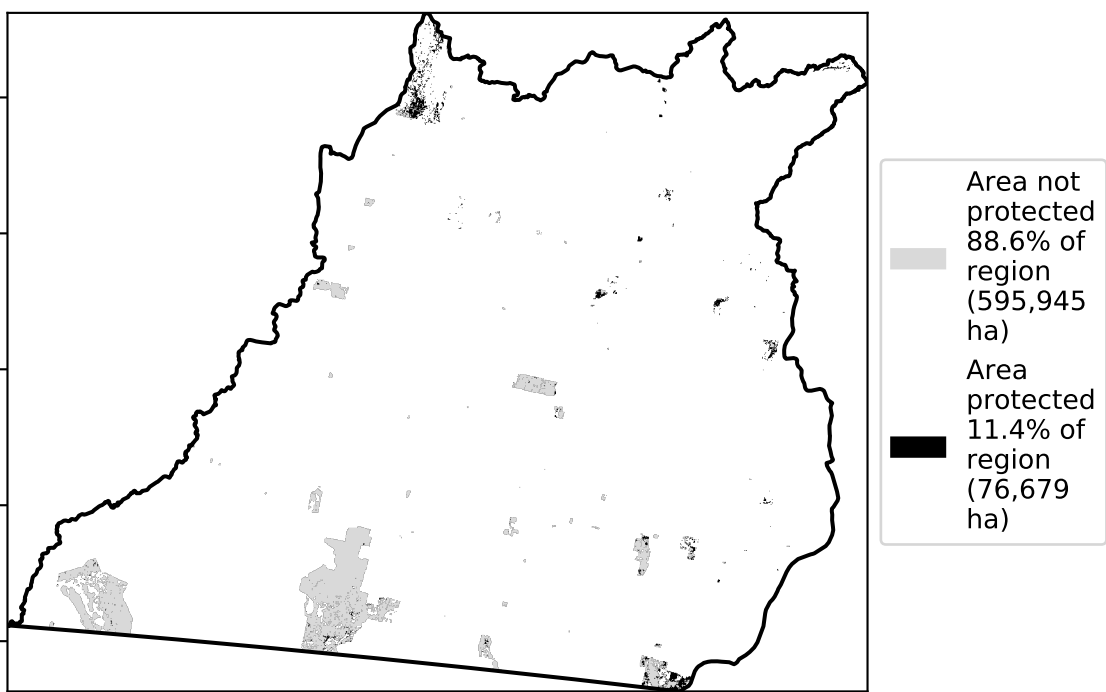 Area not
protected
88.6% of
region
(595,945
ha)
Area
protected
11.4% of
region
(76,679
ha)